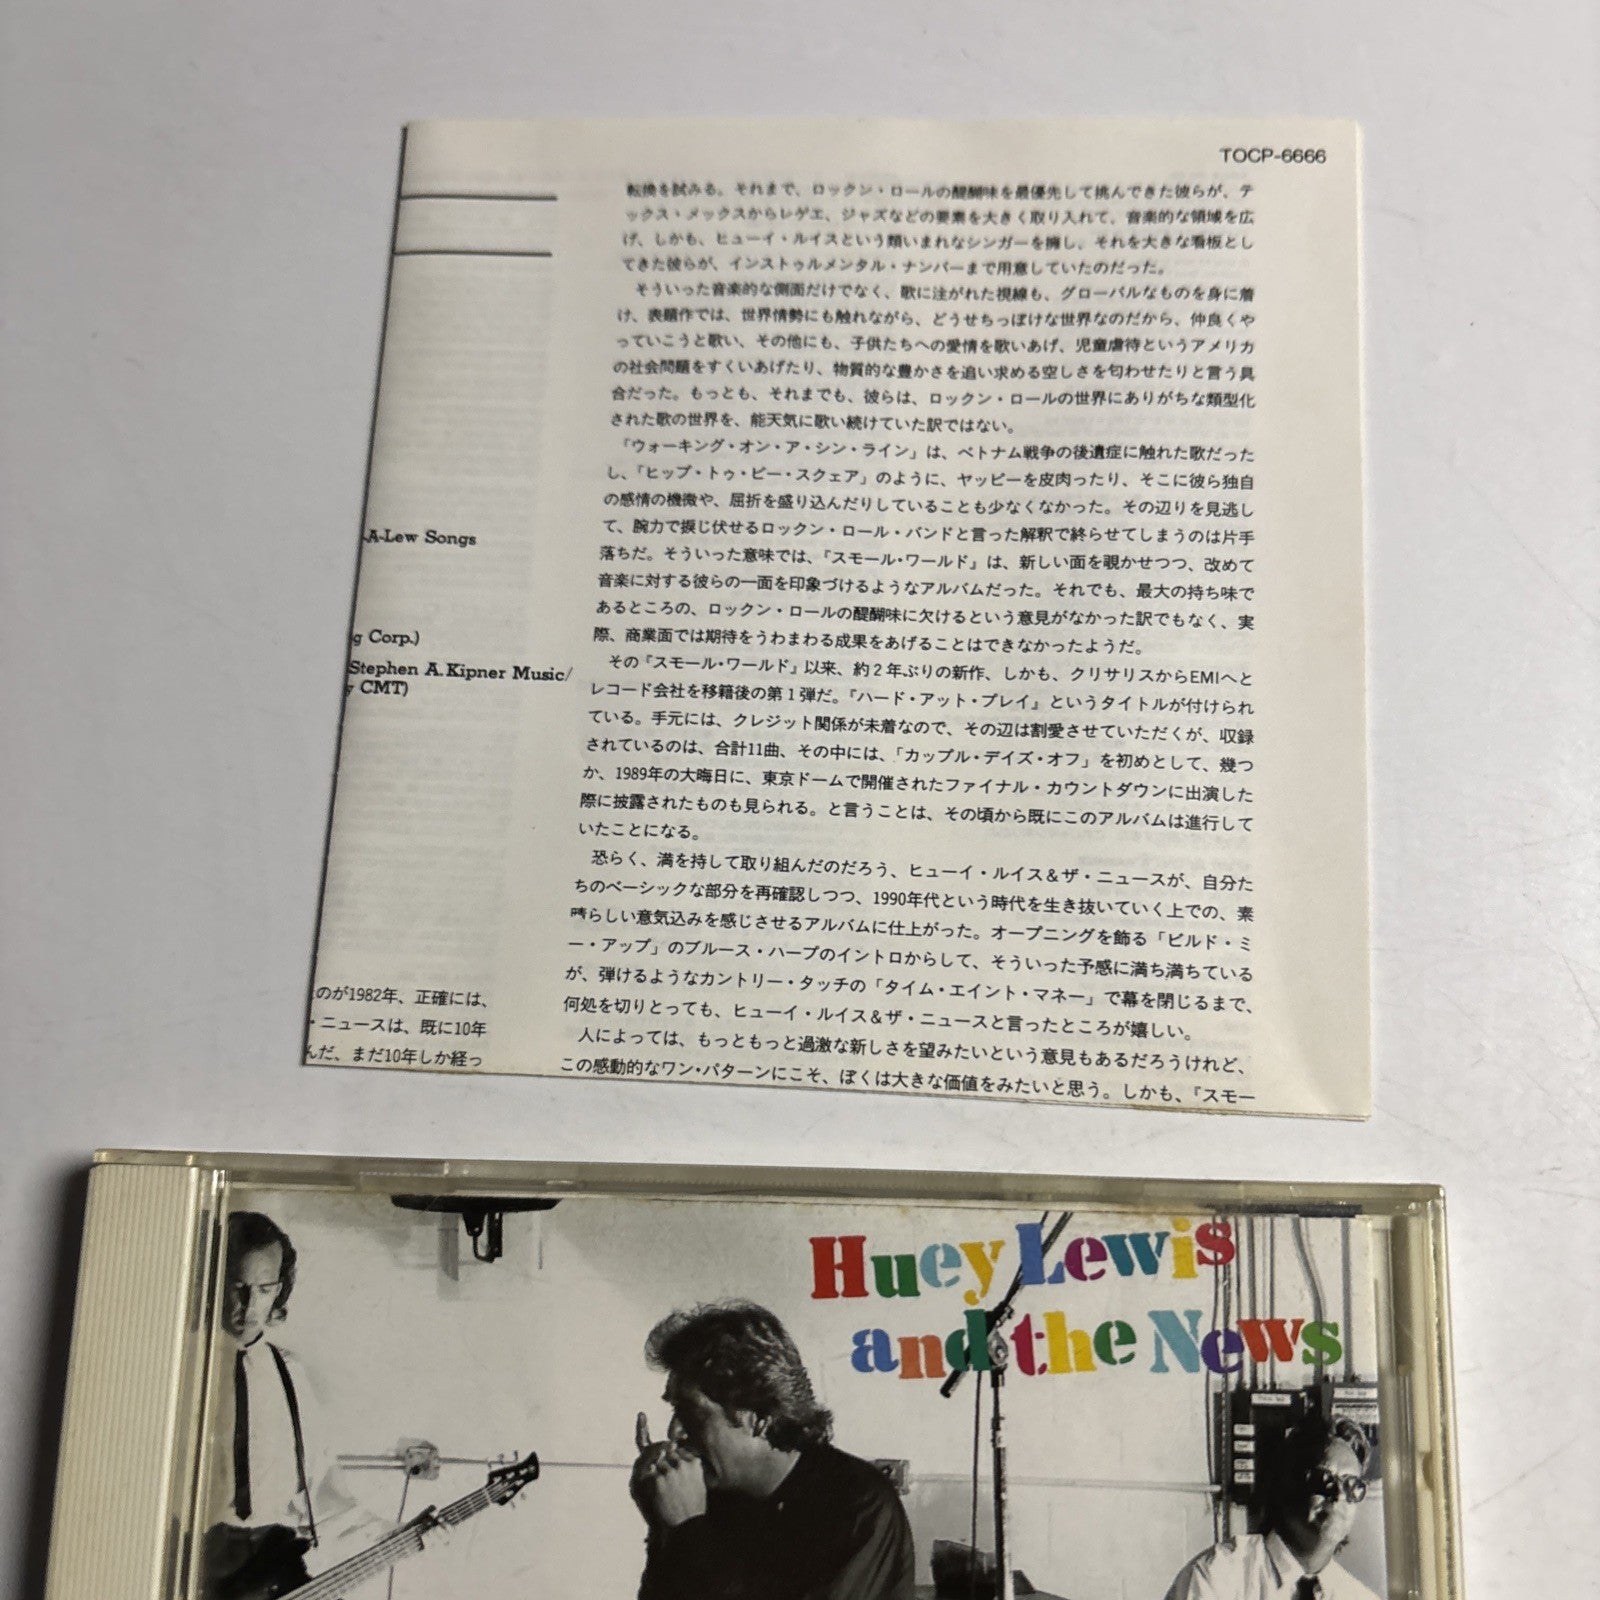 TOCP-6666
転換を試みる。それまで、ロックン・ロールの醍醐味を最優先して挑んできた彼らが、テ
ックス・メックスからレゲエ、ジャズなどの要素を大きく取り入れて、音楽的な領域を広
げ、しかも、ヒューイ・ルイスという類いまれなシンガーを擁し、それを大きな看板とし
てきた彼らが、インストゥルメンタル・ナンバーまで用意していたのだった。
そういった音楽的な側面だけでなく、歌に注がれた視線も、グローバルなものを身に着
け、表題作では、世界情勢にも触れながら、どうせちっぽけな世界なのだから、仲良くや
っていこうと歌い、その他にも、子供たちへの愛情を歌いあげ、児童虐待というアメリカ
の社会問題をすくいあげたり、物質的な豊かさを追い求める空しさを匂わせたりと言う具
合だった。もっとも、それまでも、彼らは、ロックン・ロールの世界にありがちな類型化
された歌の世界を、能天気に歌い続けていた訳ではない。
「ウォーキング・オン・ア・シン・ライン」は、ベトナム戦争の後遺症に触れた歌だった
し、「ヒップ・トゥ・ビー・スクェア」のように、ヤッピーを皮肉ったり、そこに彼ら独自
の感情の機微や、屈折を盛り込んだりしていることも少なくなかった。その辺りを見逃し
て、腕力で捩じ伏せるロックン・ロール・バンドと言った解釈で終らせてしまうのは片手
落ちだ。そういった意味では、『スモール・ワールド』は、新しい面を覗かせつつ、改めて
音楽に対する彼らの一面を印象づけるようなアルバムだった。それでも、最大の持ち味で
あるところの、ロックン・ロールの醍醐味に欠けるという意見がなかった訳でもなく、実
際、商業面では期待をうわまわる成果をあげることはできなかったようだ。
その『スモール・ワールド』以来、約2年ぶりの新作、しかも、クリサリスからEMIへと
レコード会社を移籍後の第1弾だ。『ハード・アット・プレイ』というタイトルが付けられ
ている。手元には、クレジット関係が未着なので、その辺は割愛させていただくが、収録
されているのは、合計11曲、その中には、「カップル・デイズ・オフ」を初めとして、幾つ
か、1989年の大晦日に、東京ドームで開催されたファイナル・カウントダウンに出演した
際に披露されたものも見られる。と言うことは、その頃から既にこのアルバムは進行して
いたことになる。
恐らく、満を持して取り組んだのだろう、ヒューイ・ルイス&ザ・ニュースが、自分た
ちのベーシックな部分を再確認しつつ、1990年代という時代を生き抜いていく上での、素
晴らしい意気込みを感じさせるアルバムに仕上がった。オープニングを飾る「ビルド・ミ
ー・アップ」のブルース・ハープのイントロからして、そういった予感に満ち満ちている
が、弾けるようなカントリー・タッチの「タイム・エイント・マネー」で幕を閉じるまで、
何処を切りとっても、ヒューイ・ルイス&ザ・ニュースと言ったところが嬉しい。
人によっては、もっともっと過激な新しさを望みたいという意見もあるだろうけれど、
この感動的なワン・パターンにこそ、ぼくは大きな価値をみたいと思う。しかも、『スモー
A-Lew Songs
g Corp.)
Stephen A. Kipner Music/
CMT)
のが1982年、正確には、
・ニュースは、既に10年
んだ、まだ10年しか経っ
Huey Lewis
and the News